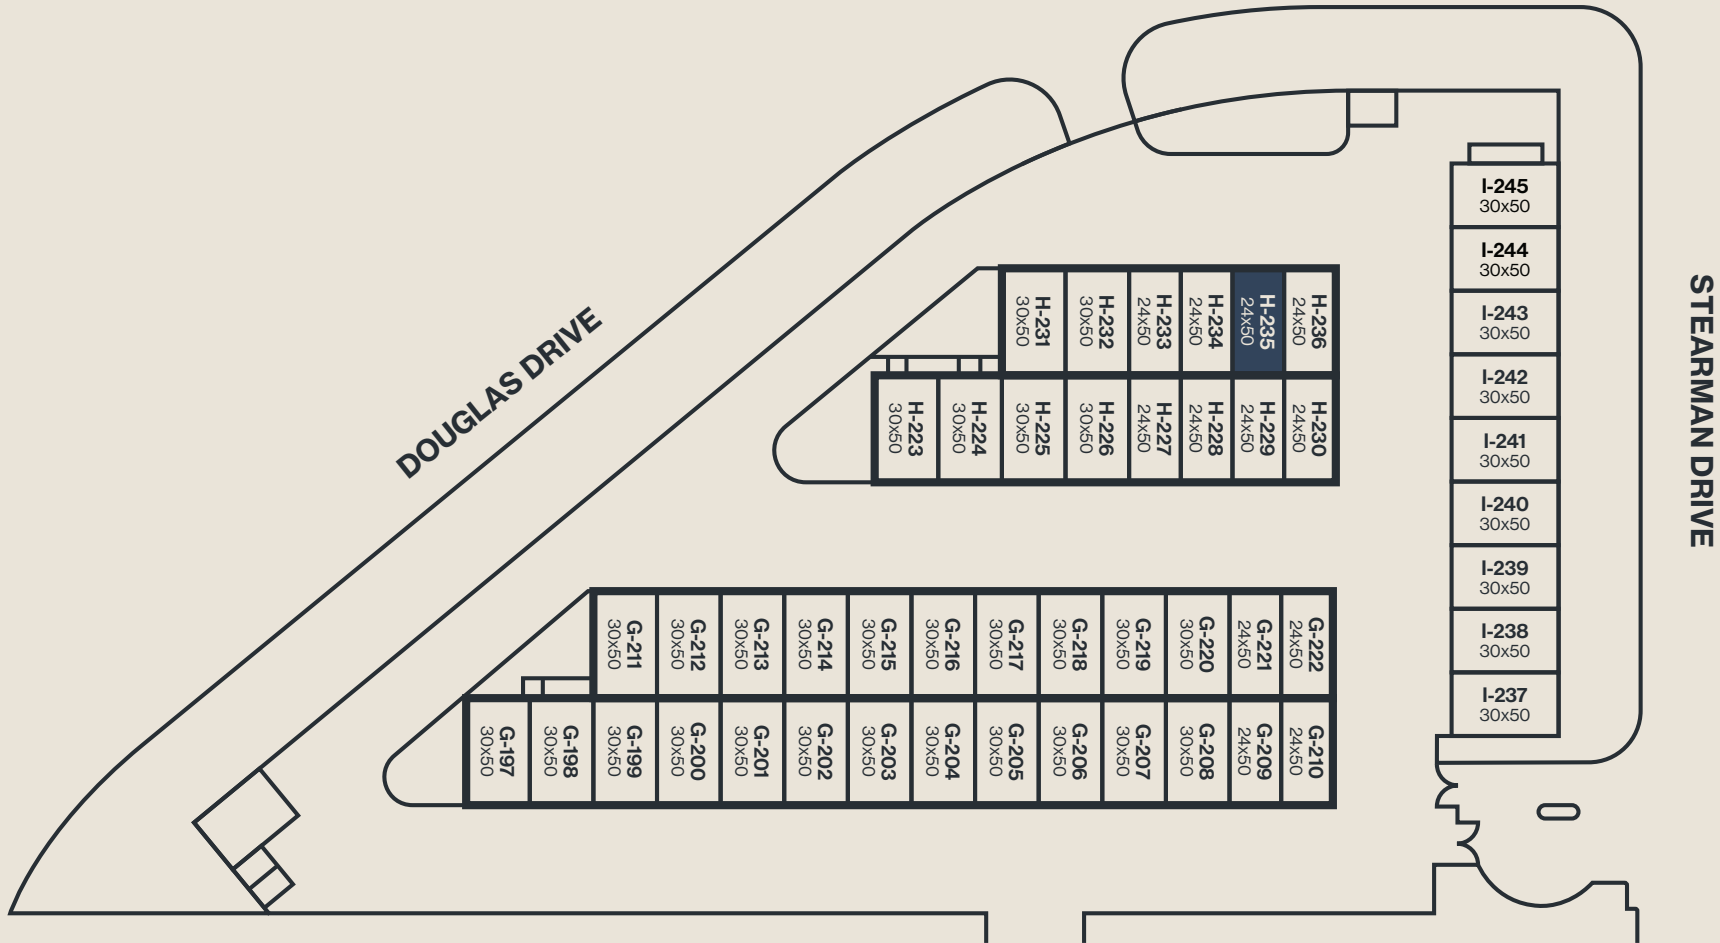 DOUGLAS DRIVE
STEARMAN DRIVE
I-245
30x50
I-244
30x50
I-243
30x50
I-242
30x50
I-241
30x50
I-240
30x50
I-239
30x50
I-238
30x50
I-237
30x50
H-231
30x50
H-232
30x50
H-233
24x50
H-234
24x50
H-235
24x50
H-236
24x50
H-223
30x50
H-224
30x50
H-225
30x50
H-226
30x50
H-227
24x50
H-228
24x50
H-229
24x50
H-230
24x50
G-211
30x50
G-212
30x50
G-213
30x50
G-214
30x50
G-215
30x50
G-216
30x50
G-217
30x50
G-218
30x50
G-219
30x50
G-220
30x50
G-221
24x50
G-222
24x50
G-197
30x50
G-198
30x50
G-199
30x50
G-200
30x50
G-201
30x50
G-202
30x50
G-203
30x50
G-204
30x50
G-205
30x50
G-206
30x50
G-207
30x50
G-208
30x50
G-209
24x50
G-210
24x50